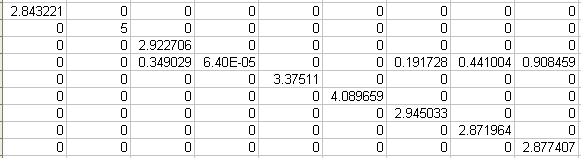 2.843221 0 0 0 0 0 0 0 0
0 5 0 0 0 0 0 0 0
0 0 2.922706 0 0 0 0 0 0
0 0 0.349029 6.40E-05 0 0 0.191728 0.441004 0.908459
0 0 0 0 3.37511 0 0 0 0
0 0 0 0 0 4.089659 0 0 0
0 0 0 0 0 0 2.945033 0 0
0 0 0 0 0 0 0 2.871964 0
0 0 0 0 0 0 0 0 2.877407